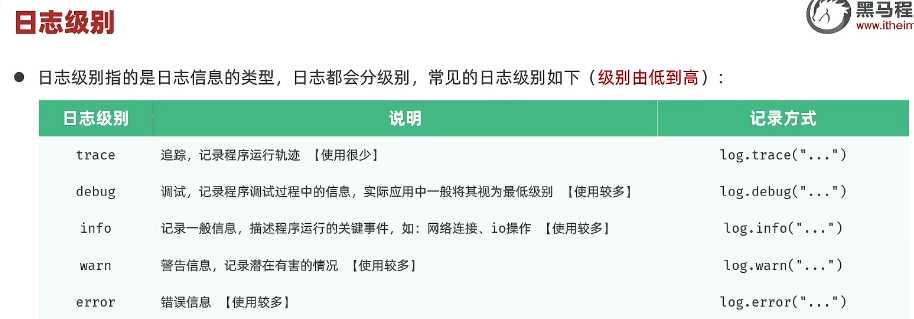 日志级别
黑马程
www.itheim
● 日志级别指的是日志信息的类型，日志都会分级别，常见的日志级别如下（级别由低到高）：
日志级别 说明 记录方式
trace 追踪，记录程序运行轨迹 【使用很少】 log.trace("...")
debug 调试，记录程序调试过程中的信息，实际应用中一般将其视为最低级别 【使用较多】 log.debug("...")
info 记录一般信息，描述程序运行的关键事件，如：网络连接、io操作 【使用较多】 log.info("...")
warn 警告信息，记录潜在有害的情况 【使用较多】 log.warn("...")
error 错误信息 【使用较多】 log.error("...")